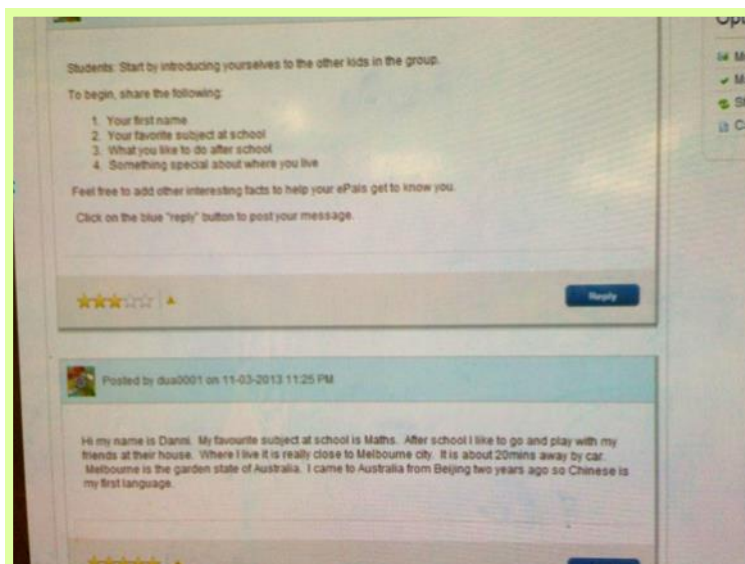 Students: Start by introducing yourselves to the other kids in the group.
To begin, share the following:
1. Your first name
2. Your favorite subject at school
3. What you like to do after school
4. Something special about where you live
Feel free to add other interesting facts to help your ePals get to know you.
Click on the blue "reply" button to post your message.
Reply
Posted by dua0001 on 11-03-2013 11:25 PM
Hi my name is Danni. My favourite subject at school is Maths. After school I like to go and play with my
friends at their house. Where I live it is really close to Melbourne city. It is about 20mins away by car.
Melbourne is the garden state of Australia. I came to Australia from Beijing two years ago so Chinese is
my first language.